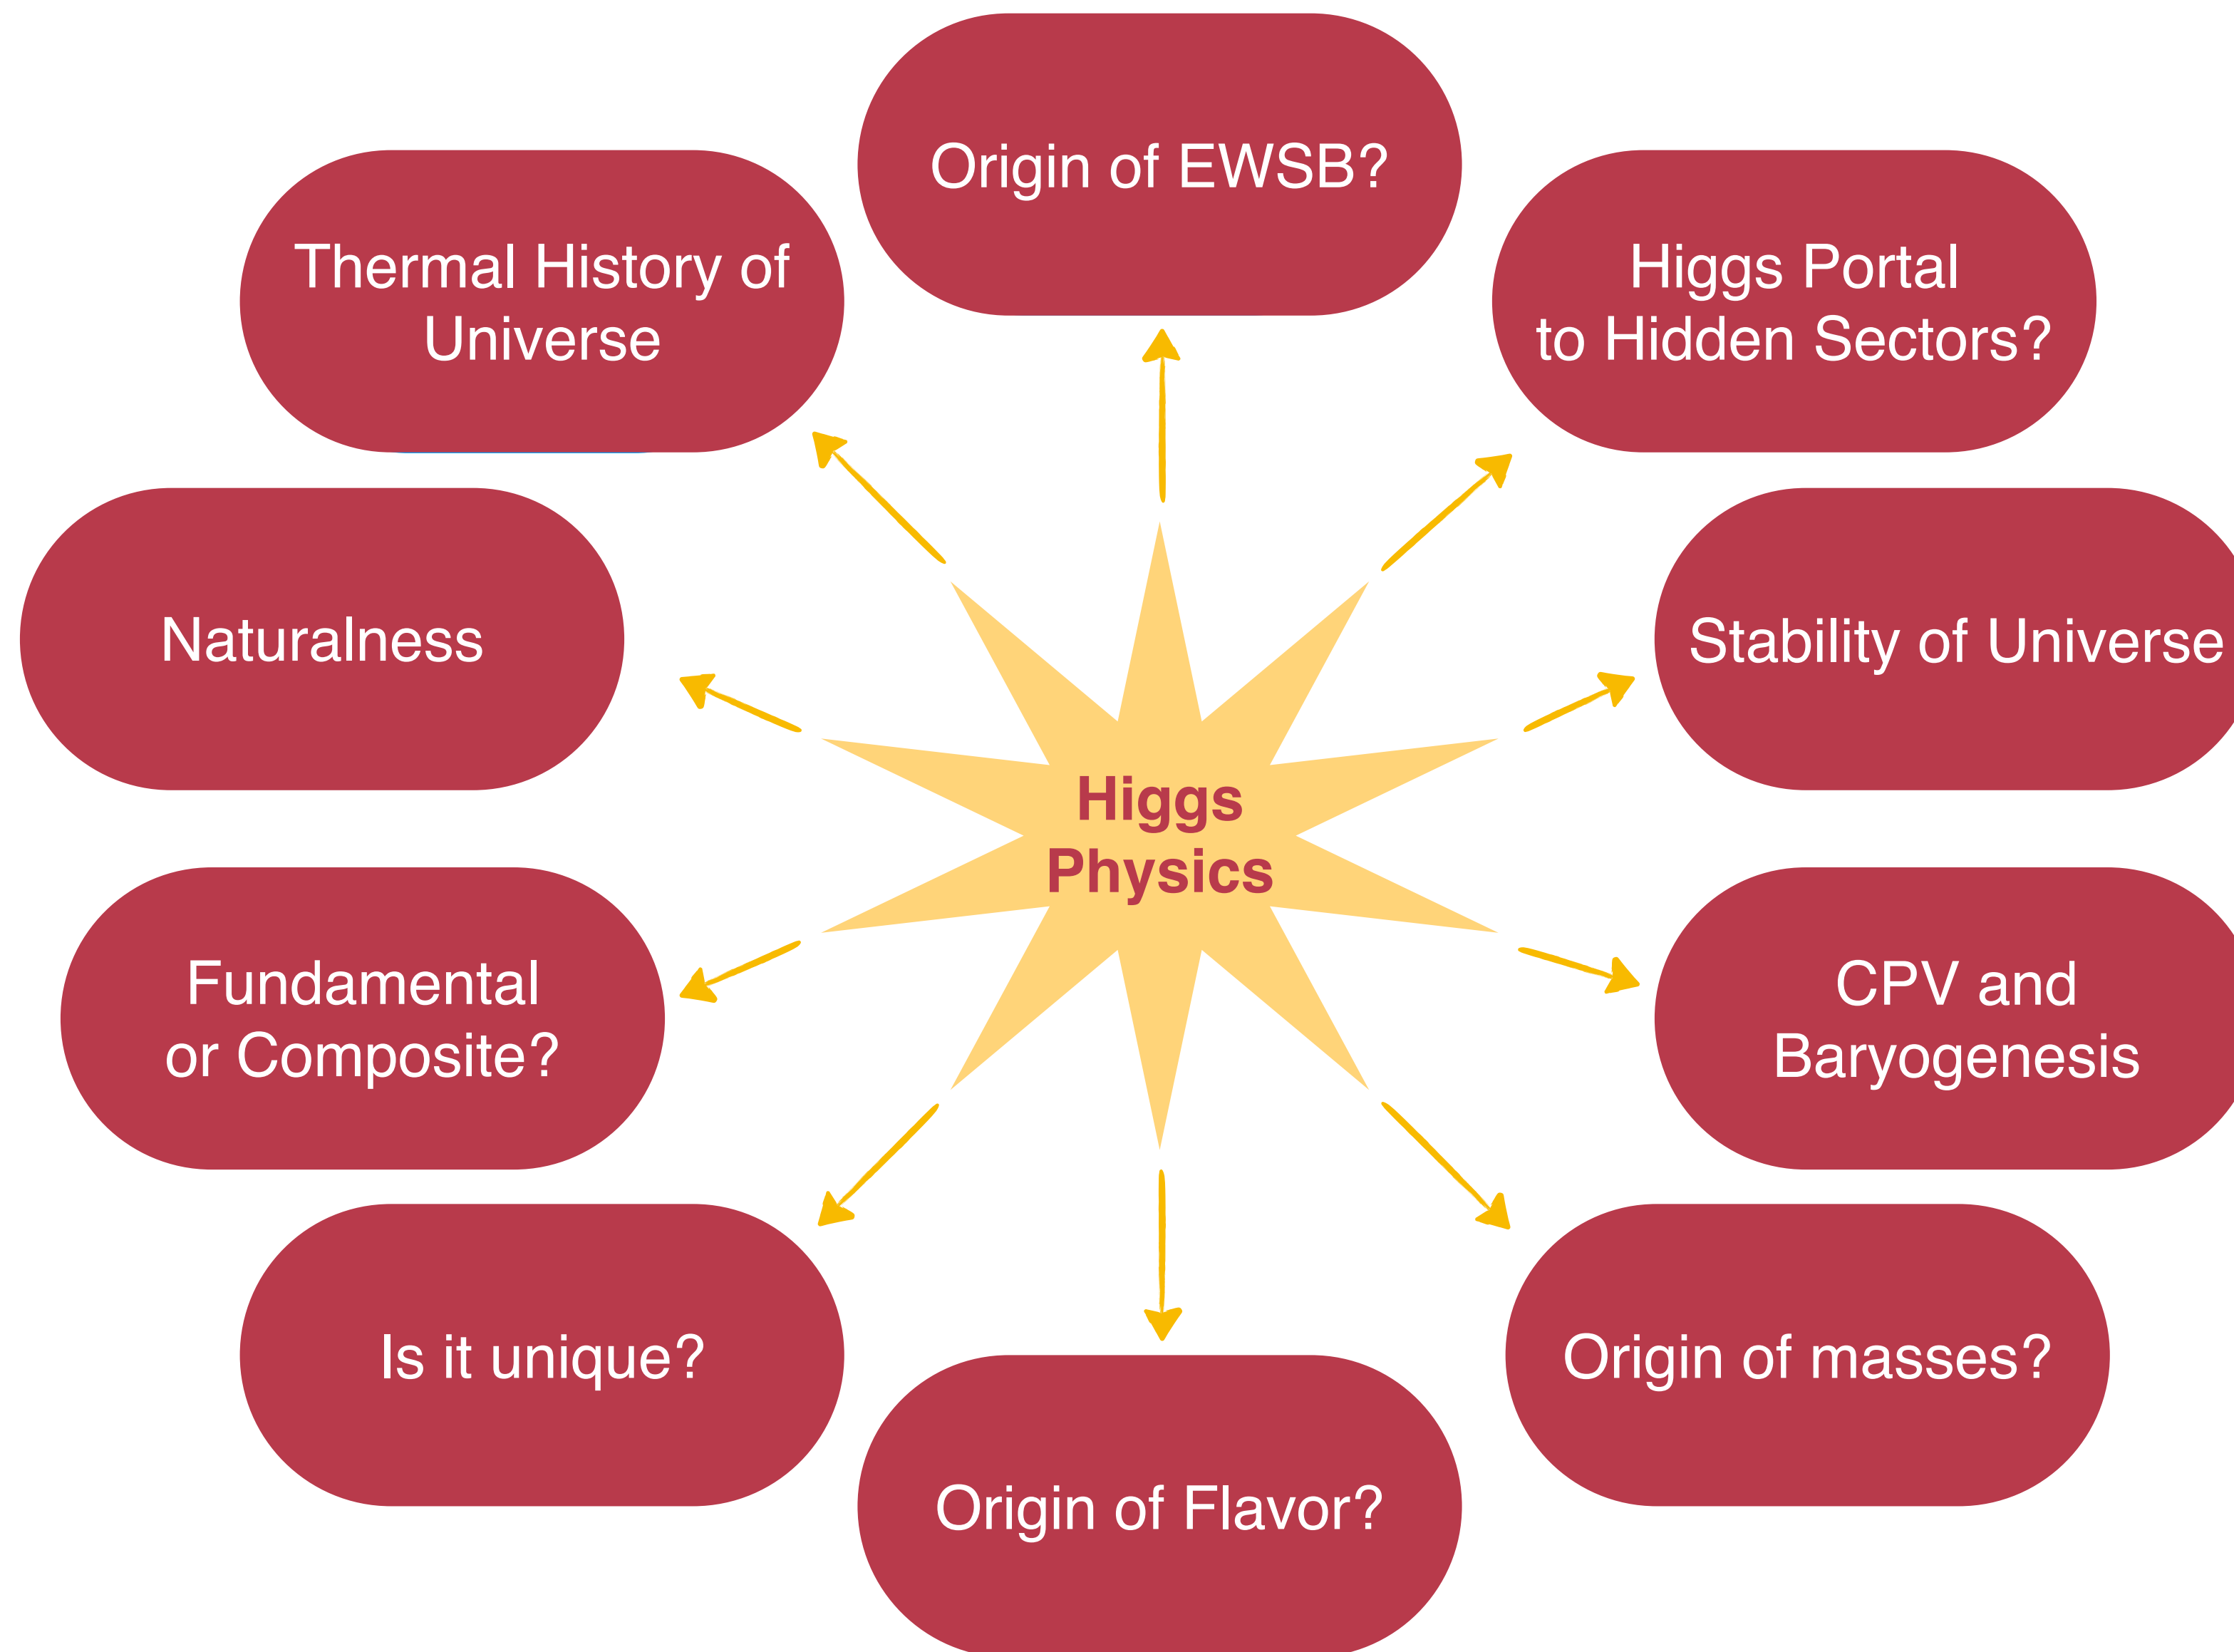 Origin of EWSB?
Thermal History of
Universe
Higgs Portal
to Hidden Sectors?
Naturalness
Stability of Universe
Higgs
Physics
Fundamental
or Composite?
CPV and
Baryogenesis
Is it unique?
Origin of masses?
Origin of Flavor?